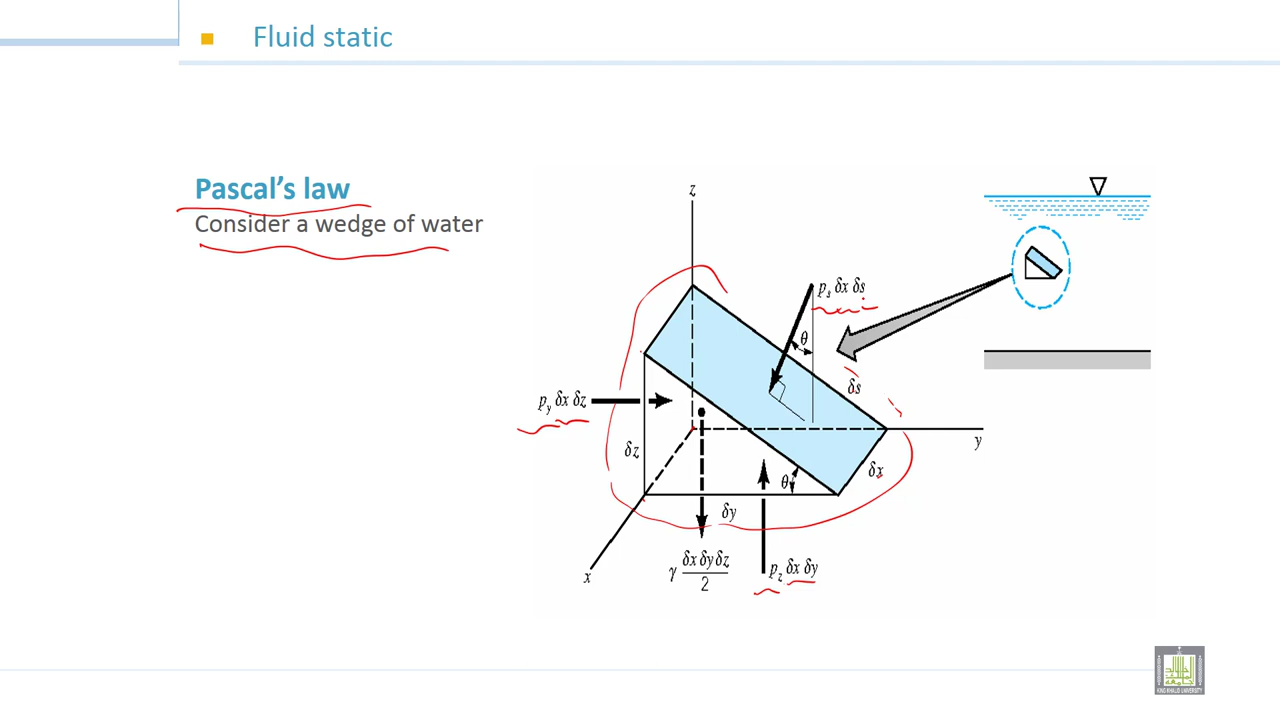 Fluid static
Pascal's law
Consider a wedge of water
z
p_s δx δs
θ
δs
p_y δx δz
δz
y
δx
θ
δy
γ δx δy δz / 2
p_z δx δy
x
KING KHALID UNIVERSITY